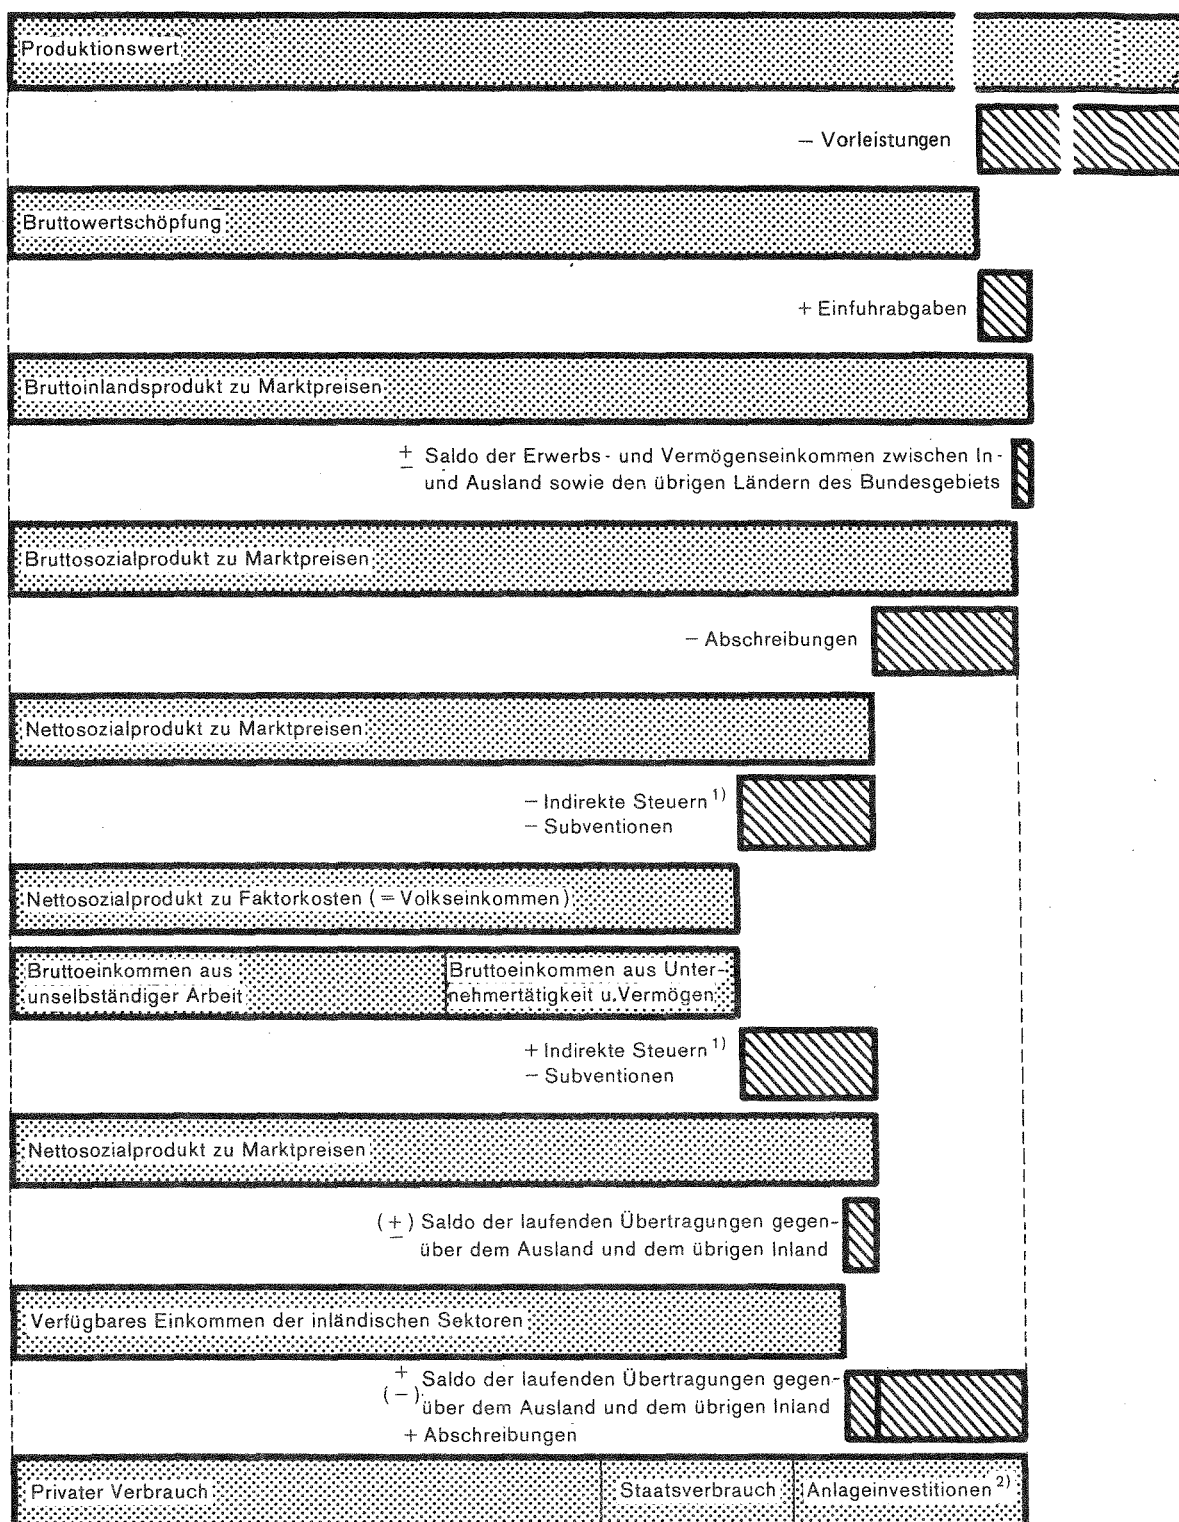 Produktionswert
− Vorleistungen
Bruttowertschöpfung
+ Einfuhrabgaben
Bruttoinlandsprodukt zu Marktpreisen
± Saldo der Erwerbs- und Vermögenseinkommen zwischen In-
und Ausland sowie den übrigen Ländern des Bundesgebiets
Bruttosozialprodukt zu Marktpreisen
− Abschreibungen
Nettosozialprodukt zu Marktpreisen
− Indirekte Steuern 1)
− Subventionen
Nettosozialprodukt zu Faktorkosten (= Volkseinkommen)
Bruttoeinkommen aus
unselbständiger Arbeit
Bruttoeinkommen aus Unter-
nehmertätigkeit u. Vermögen
+ Indirekte Steuern 1)
− Subventionen
Nettosozialprodukt zu Marktpreisen
(±) Saldo der laufenden Übertragungen gegen-
über dem Ausland und dem übrigen Inland
Verfügbares Einkommen der inländischen Sektoren
+ (−) Saldo der laufenden Übertragungen gegen-
über dem Ausland und dem übrigen Inland
+ Abschreibungen
Privater Verbrauch
Staatsverbrauch
Anlageinvestitionen 2)